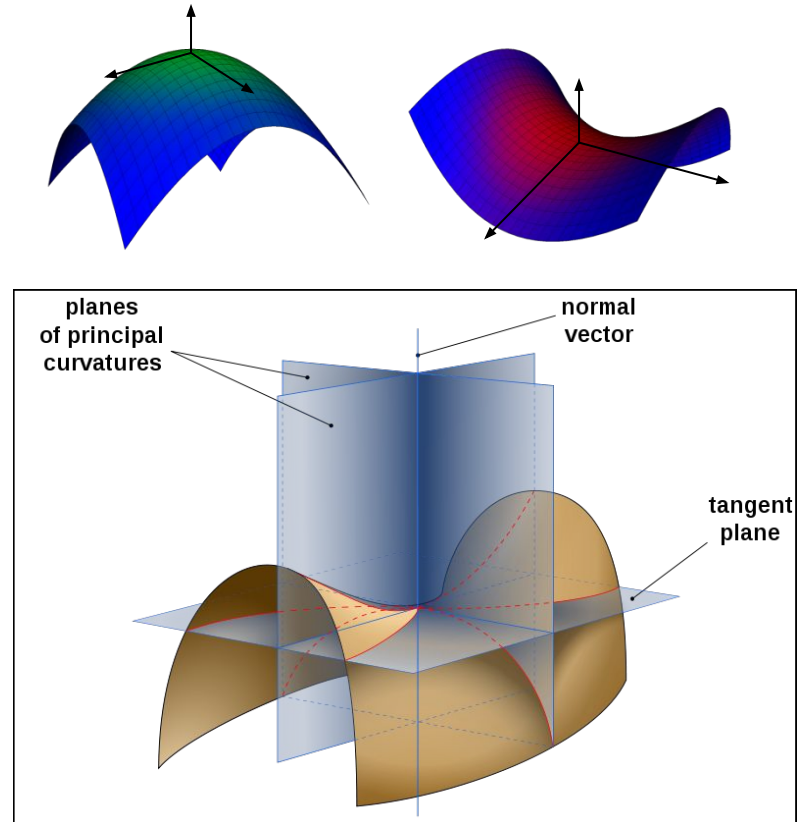 planes
of principal
curvatures
normal
vector
tangent
plane